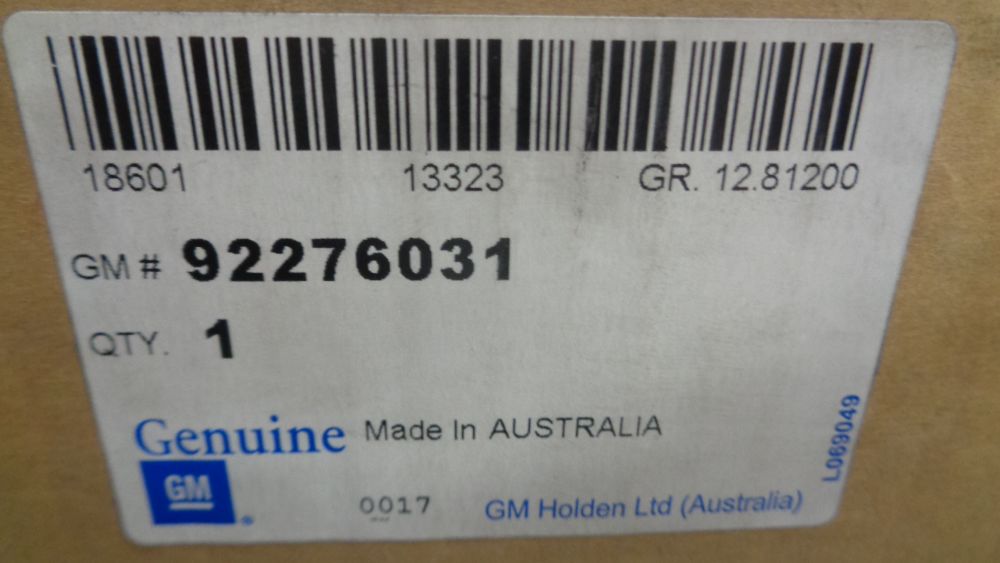 18601 13323 GR. 12.81200
GM # 92276031
QTY. 1
Genuine Made In AUSTRALIA
GM
0017 GM Holden Ltd (Australia)
L069049